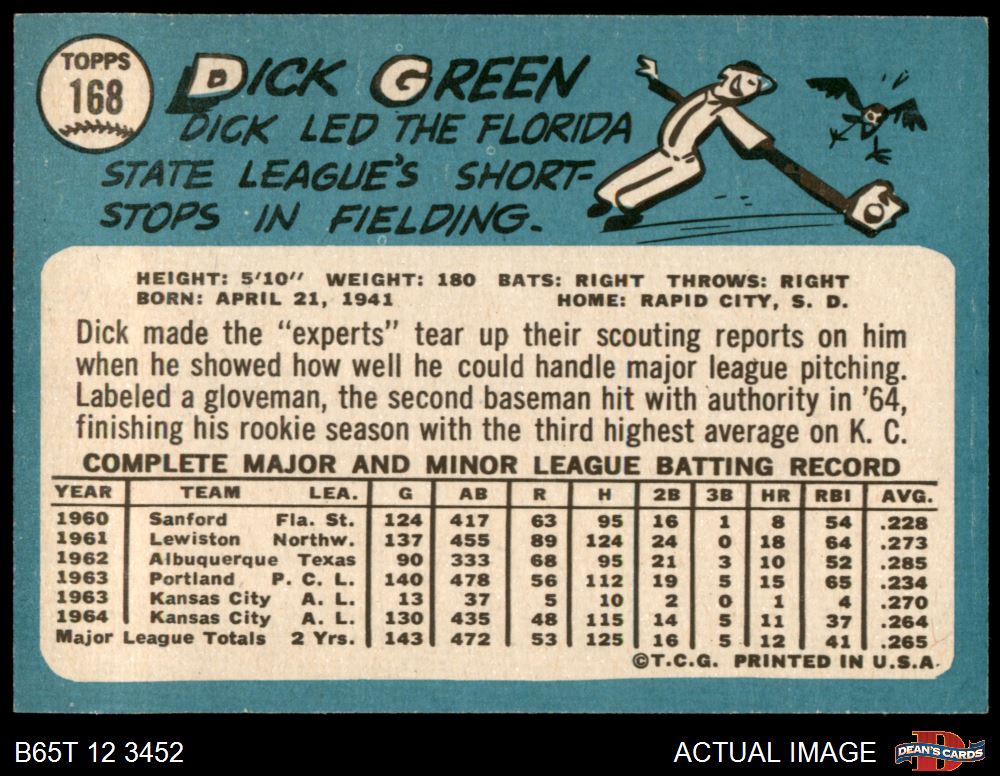 TOPPS
168
DICK GREEN
DICK LED THE FLORIDA
STATE LEAGUE'S SHORT-
STOPS IN FIELDING.
HEIGHT: 5'10" WEIGHT: 180 BATS: RIGHT THROWS: RIGHT
BORN: APRIL 21, 1941 HOME: RAPID CITY, S. D.
Dick made the "experts" tear up their scouting reports on him
when he showed how well he could handle major league pitching.
Labeled a gloveman, the second baseman hit with authority in '64,
finishing his rookie season with the third highest average on K. C.
COMPLETE MAJOR AND MINOR LEAGUE BATTING RECORD
YEAR TEAM LEA. G AB R H 2B 3B HR RBI AVG.
1960 Sanford Fla. St. 124 417 63 95 16 1 8 54 .228
1961 Lewiston Northw. 137 455 89 124 24 0 18 64 .273
1962 Albuquerque Texas 90 333 68 95 21 3 10 52 .285
1963 Portland P. C. L. 140 478 56 112 19 5 15 65 .234
1963 Kansas City A. L. 13 37 5 10 2 0 1 4 .270
1964 Kansas City A. L. 130 435 48 115 14 5 11 37 .264
Major League Totals 2 Yrs. 143 472 53 125 16 5 12 41 .265
©T.C.G. PRINTED IN U.S.A.
B65T 12 3452 ACTUAL IMAGE DEAN'S CARDS